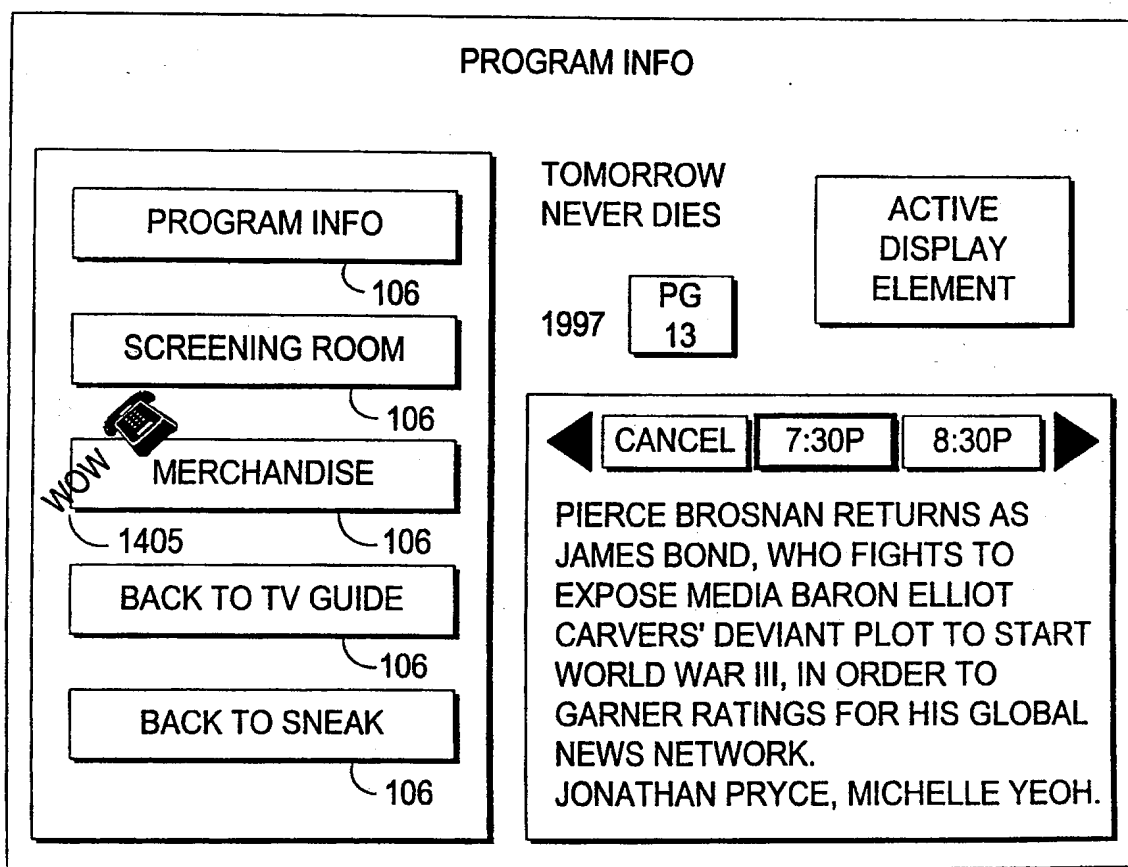 PROGRAM INFO
PROGRAM INFO
106
SCREENING ROOM
106
WOW
MERCHANDISE
1405
106
BACK TO TV GUIDE
106
BACK TO SNEAK
106
TOMORROW
NEVER DIES
1997
PG
13
ACTIVE
DISPLAY
ELEMENT
CANCEL 7:30P 8:30P
PIERCE BROSNAN RETURNS AS
JAMES BOND, WHO FIGHTS TO
EXPOSE MEDIA BARON ELLIOT
CARVERS' DEVIANT PLOT TO START
WORLD WAR III, IN ORDER TO
GARNER RATINGS FOR HIS GLOBAL
NEWS NETWORK.
JONATHAN PRYCE, MICHELLE YEOH.